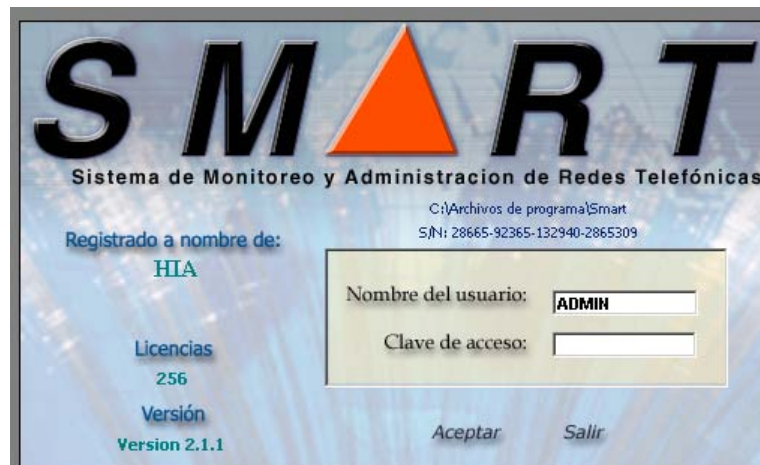 SMART
Sistema de Monitoreo y Administracion de Redes Telefónicas
C:\Archivos de programa\Smart
S/N: 28665-92365-132940-2865309
Registrado a nombre de:
HIA
Nombre del usuario: ADMIN
Clave de acceso:
Licencias
256
Versión
Version 2.1.1
Aceptar Salir